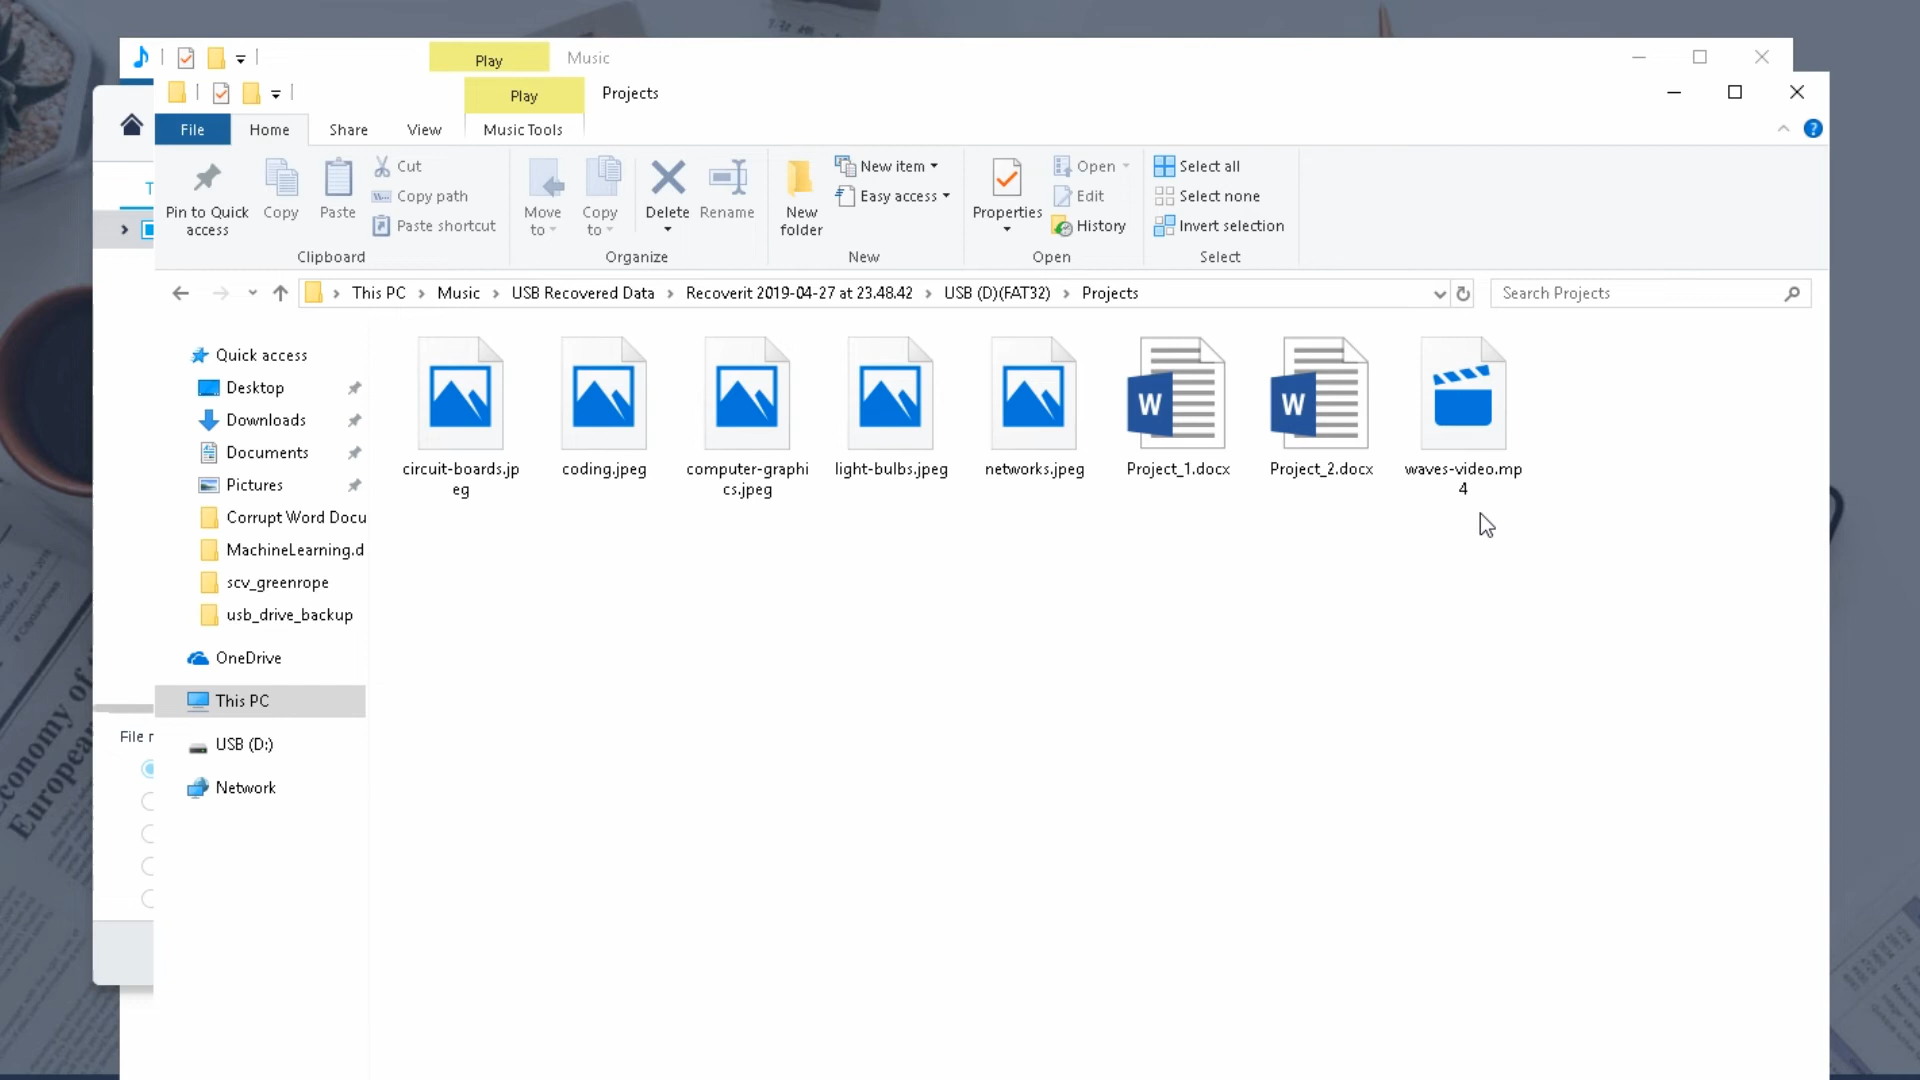 Play
Music
Play
Projects
File
Home
Share
View
Music Tools
Pin to Quick
access
Copy
Paste
Cut
Copy path
Paste shortcut
Clipboard
Move
to
Copy
to
Delete
Rename
Organize
New
folder
New item
Easy access
New
Properties
Open
Edit
History
Open
Select all
Select none
Invert selection
Select
This PC
Music
USB Recovered Data
Recoverit 2019-04-27 at 23.48.42
USB (D)(FAT32)
Projects
Search Projects
Quick access
Desktop
Downloads
Documents
Pictures
Corrupt Word Docu
MachineLearning.d
scv_greenrope
usb_drive_backup
OneDrive
This PC
USB (D:)
Network
circuit-boards.jp
eg
coding.jpeg
computer-graphi
cs.jpeg
light-bulbs.jpeg
networks.jpeg
Project_1.docx
Project_2.docx
waves-video.mp
4
T
File
Economy of
European